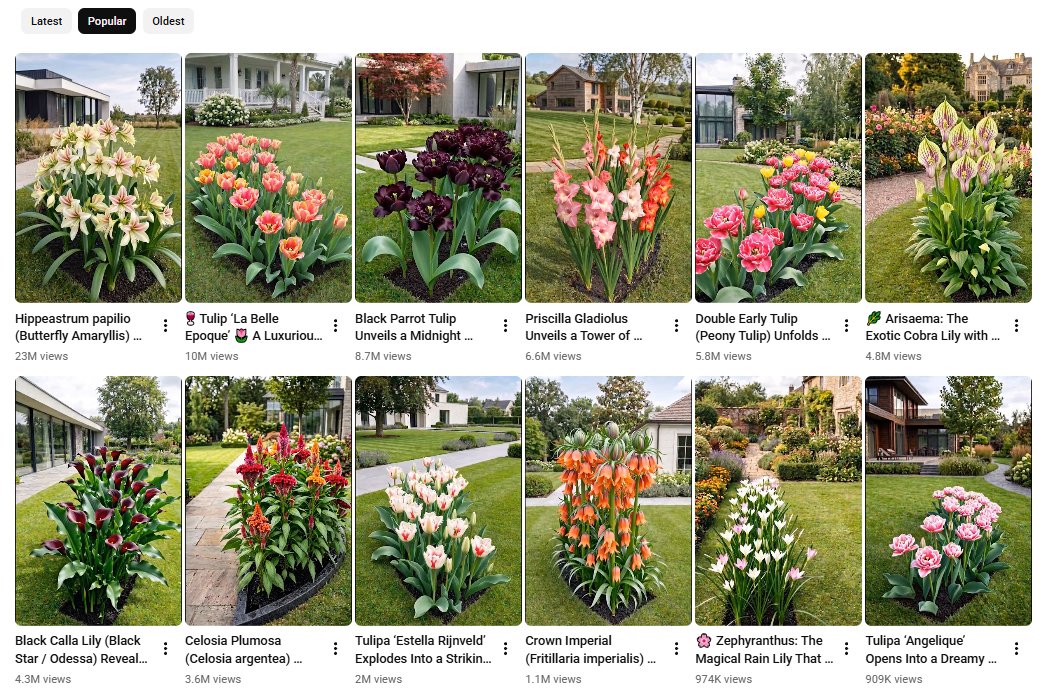 Latest
Popular
Oldest
Hippeastrum papilio
(Butterfly Amaryllis) ...
23M views
🍷 Tulip ‘La Belle
Epoque’ 🌷 A Luxuriou...
10M views
Black Parrot Tulip
Unveils a Midnight ...
8.7M views
Priscilla Gladiolus
Unveils a Tower of ...
6.6M views
Double Early Tulip
(Peony Tulip) Unfolds ...
5.8M views
🌿 Arisaema: The
Exotic Cobra Lily with ...
4.8M views
Black Calla Lily (Black
Star / Odessa) Reveal...
4.3M views
Celosia Plumosa
(Celosia argentea) ...
3.6M views
Tulipa ‘Estella Rijnveld’
Explodes Into a Strikin...
2M views
Crown Imperial
(Fritillaria imperialis) ...
1.1M views
🌸 Zephyranthus: The
Magical Rain Lily That ...
974K views
Tulipa ‘Angelique’
Opens Into a Dreamy ...
909K views